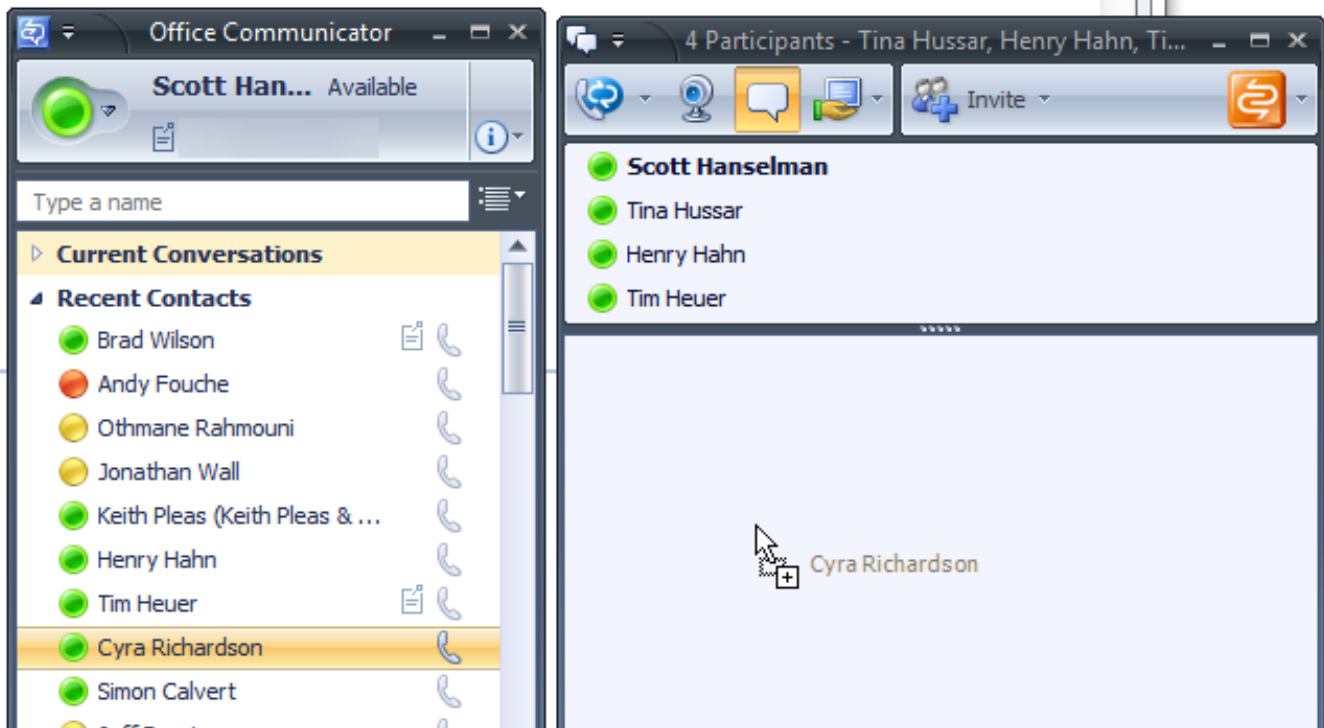 Office Communicator
Scott Han... Available
Type a name
Current Conversations
Recent Contacts
Brad Wilson
Andy Fouche
Othmane Rahmouni
Jonathan Wall
Keith Pleas (Keith Pleas & ...
Henry Hahn
Tim Heuer
Cyra Richardson
Simon Calvert
4 Participants - Tina Hussar, Henry Hahn, Ti...
Invite
Scott Hanselman
Tina Hussar
Henry Hahn
Tim Heuer
Cyra Richardson